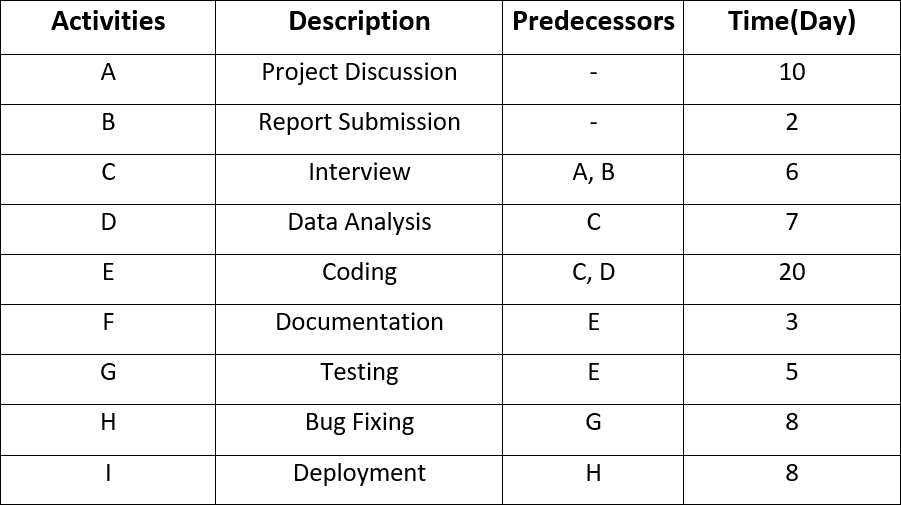 Activities Description Predecessors Time(Day)
A Project Discussion - 10
B Report Submission - 2
C Interview A, B 6
D Data Analysis C 7
E Coding C, D 20
F Documentation E 3
G Testing E 5
H Bug Fixing G 8
I Deployment H 8